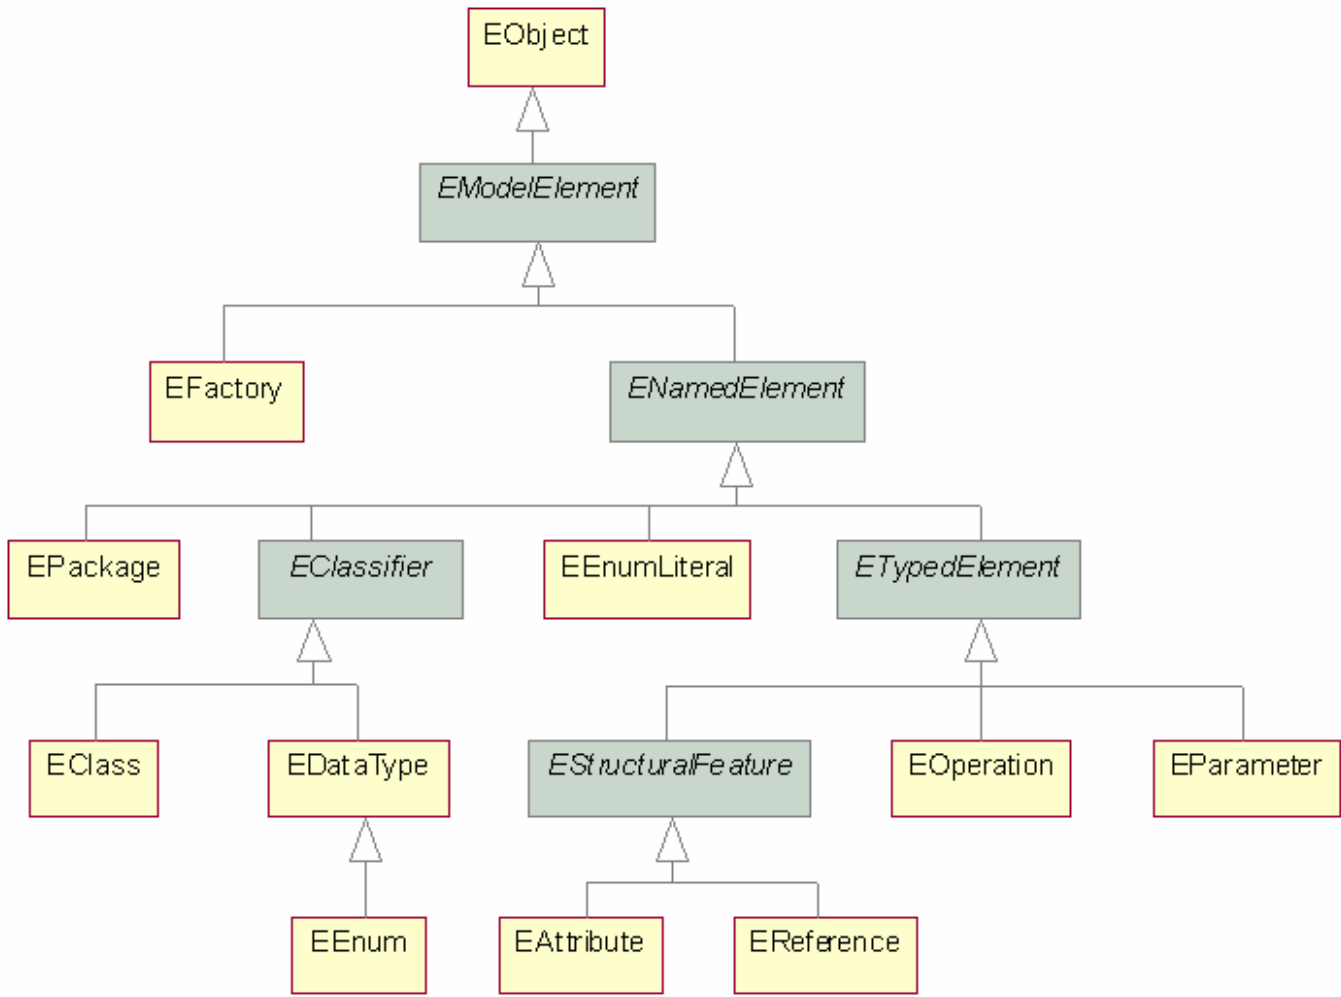 EObject
EModelElement
EFactory
ENamedElement
EPackage
EClassifier
EEnumLiteral
ETypedElement
EClass
EDataType
EStructuralFeature
EOperation
EParameter
EEnum
EAttribute
EReference